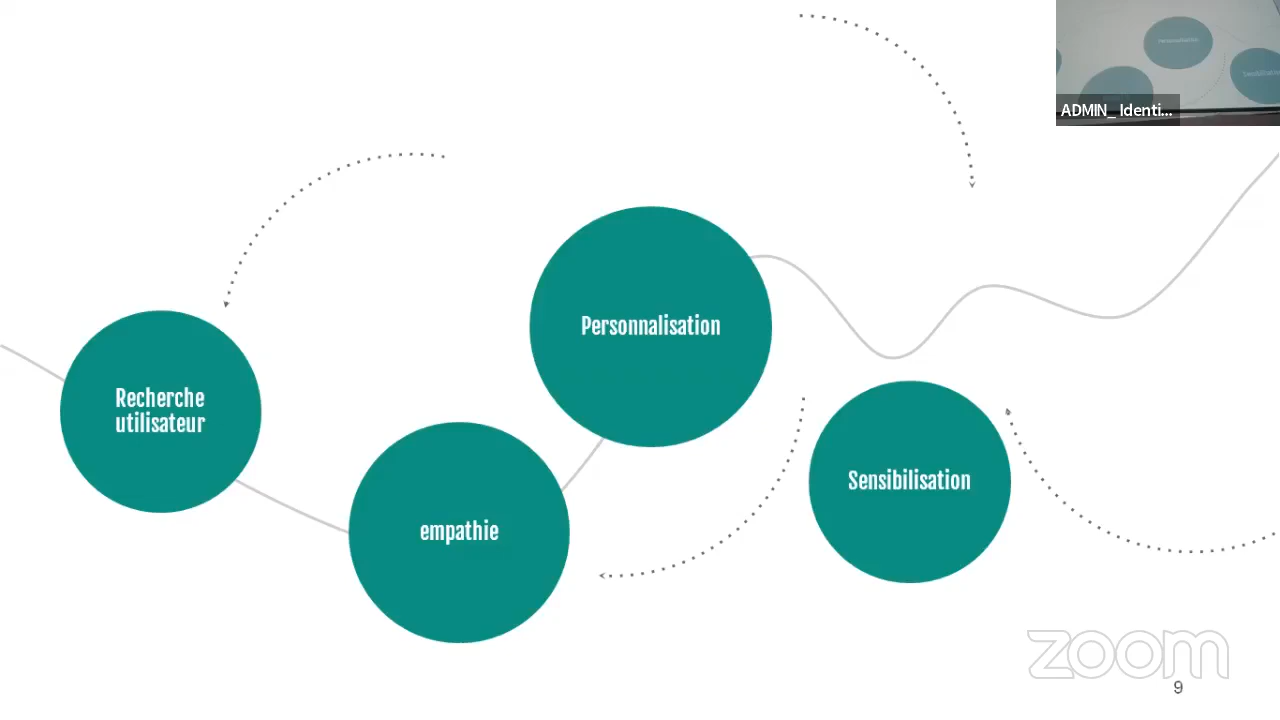 ADMIN_ Identi...
Personnalisation
Recherche
utilisateur
Sensibilisation
empathie
zoom
9